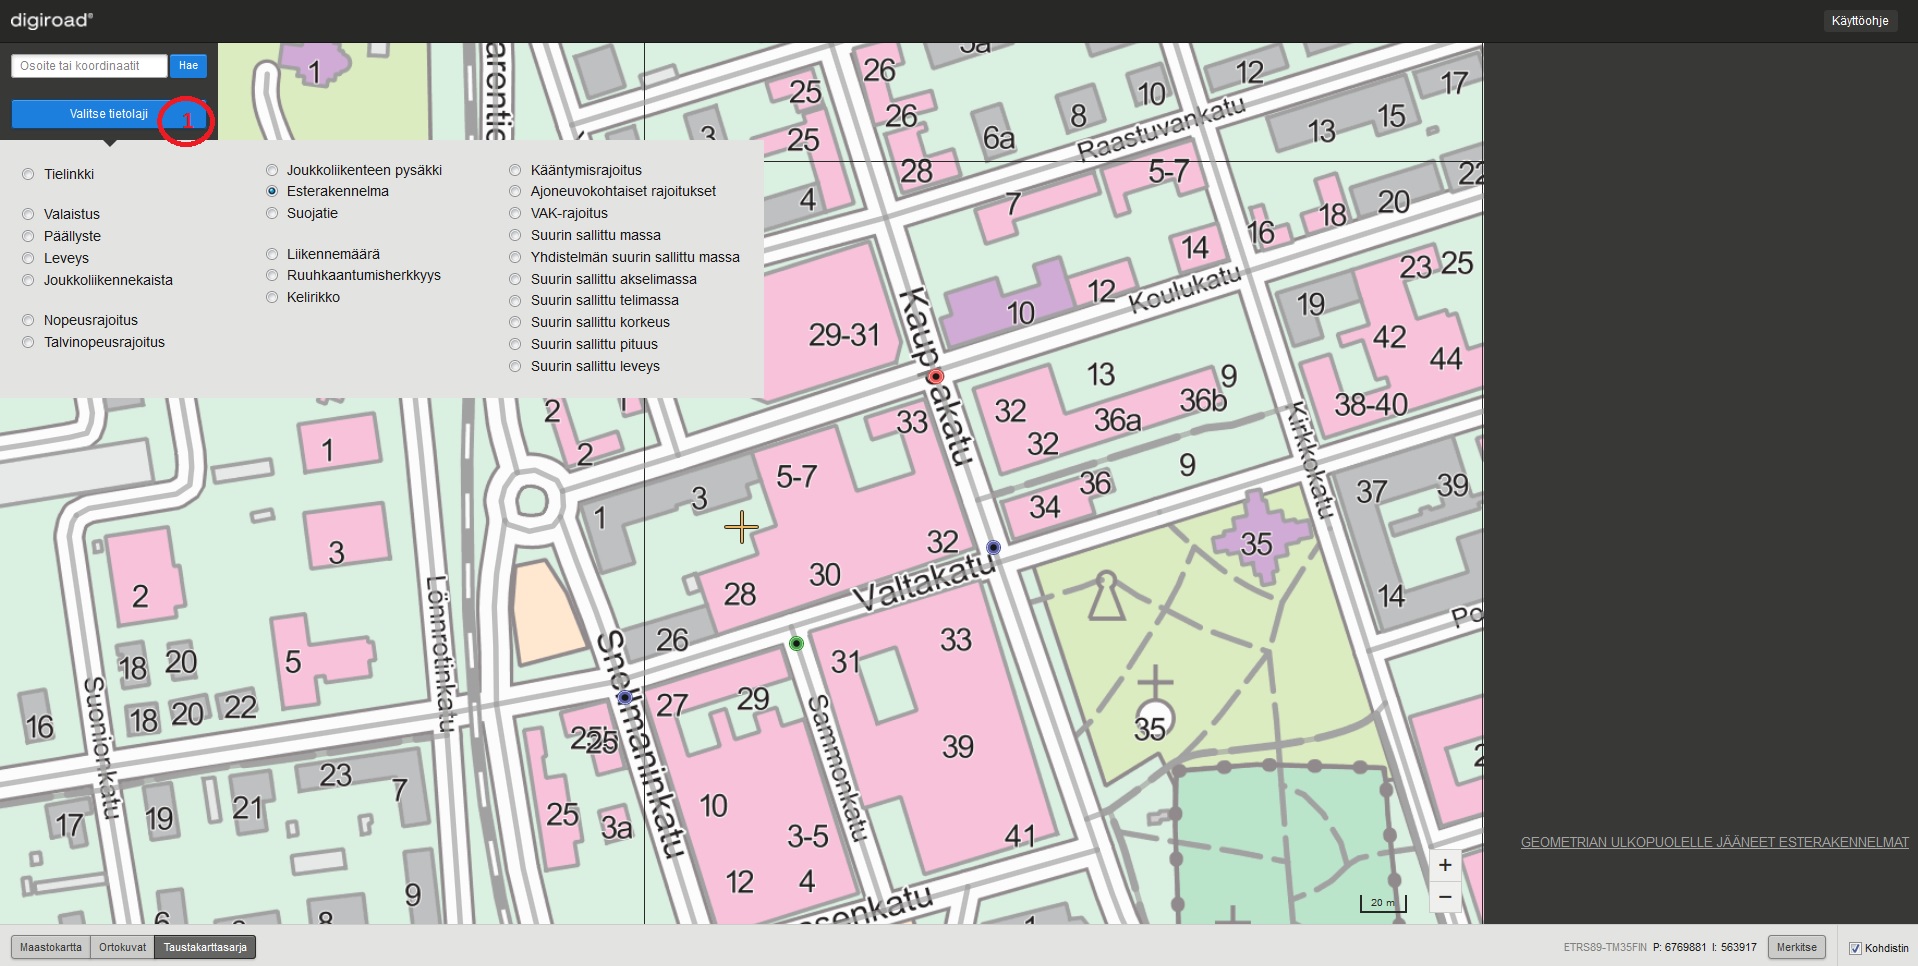 digiroad®
Käyttöohje
Osoite tai koordinaatit
Hae
Valitse tietolaji
1
Tielinkki
Valaistus
Päällyste
Leveys
Joukkoliikennekaista
Nopeusrajoitus
Talvinopeusrajoitus
Joukkoliikenteen pysäkki
Esterakennelma
Suojatie
Liikennemäärä
Ruuhkaantumisherkkyys
Kelirikko
Kääntymisrajoitus
Ajoneuvokohtaiset rajoitukset
VAK-rajoitus
Suurin sallittu massa
Yhdistelmän suurin sallittu massa
Suurin sallittu akselimassa
Suurin sallittu telimassa
Suurin sallittu korkeus
Suurin sallittu pituus
Suurin sallittu leveys
1
26
25
12
17
10
8
26
15
3
25
6a
13
Raastuvankatu
28
5-7
22
4
7
20
18
16
14
23
25
Koulukatu
12
10
19
29-31
42
44
13
9
36b
38-40
2
32
33
36a
32
1
2
Kirkkokatu
5-7
9
36
37
39
3
34
1
32
35
3
30
Valtakatu
28
2
14
26
33
31
18
20
5
Lönnrotinkatu
29
27
22
20
18
16
Suonionkatu
35
25
25
Snelmaninkatu
39
Sammonkatu
23
7
10
21
19
17
25
3a
3-5
41
12
4
9
8
6
1
20 m
+
−
GEOMETRIAN ULKOPUOLELLE JÄÄNEET ESTERAKENNELMAT
Maastokartta
Ortokuvat
Taustakarttasarja
ETRS89-TM35FIN P: 6769881 I: 563917
Merkitse
Kohdistin